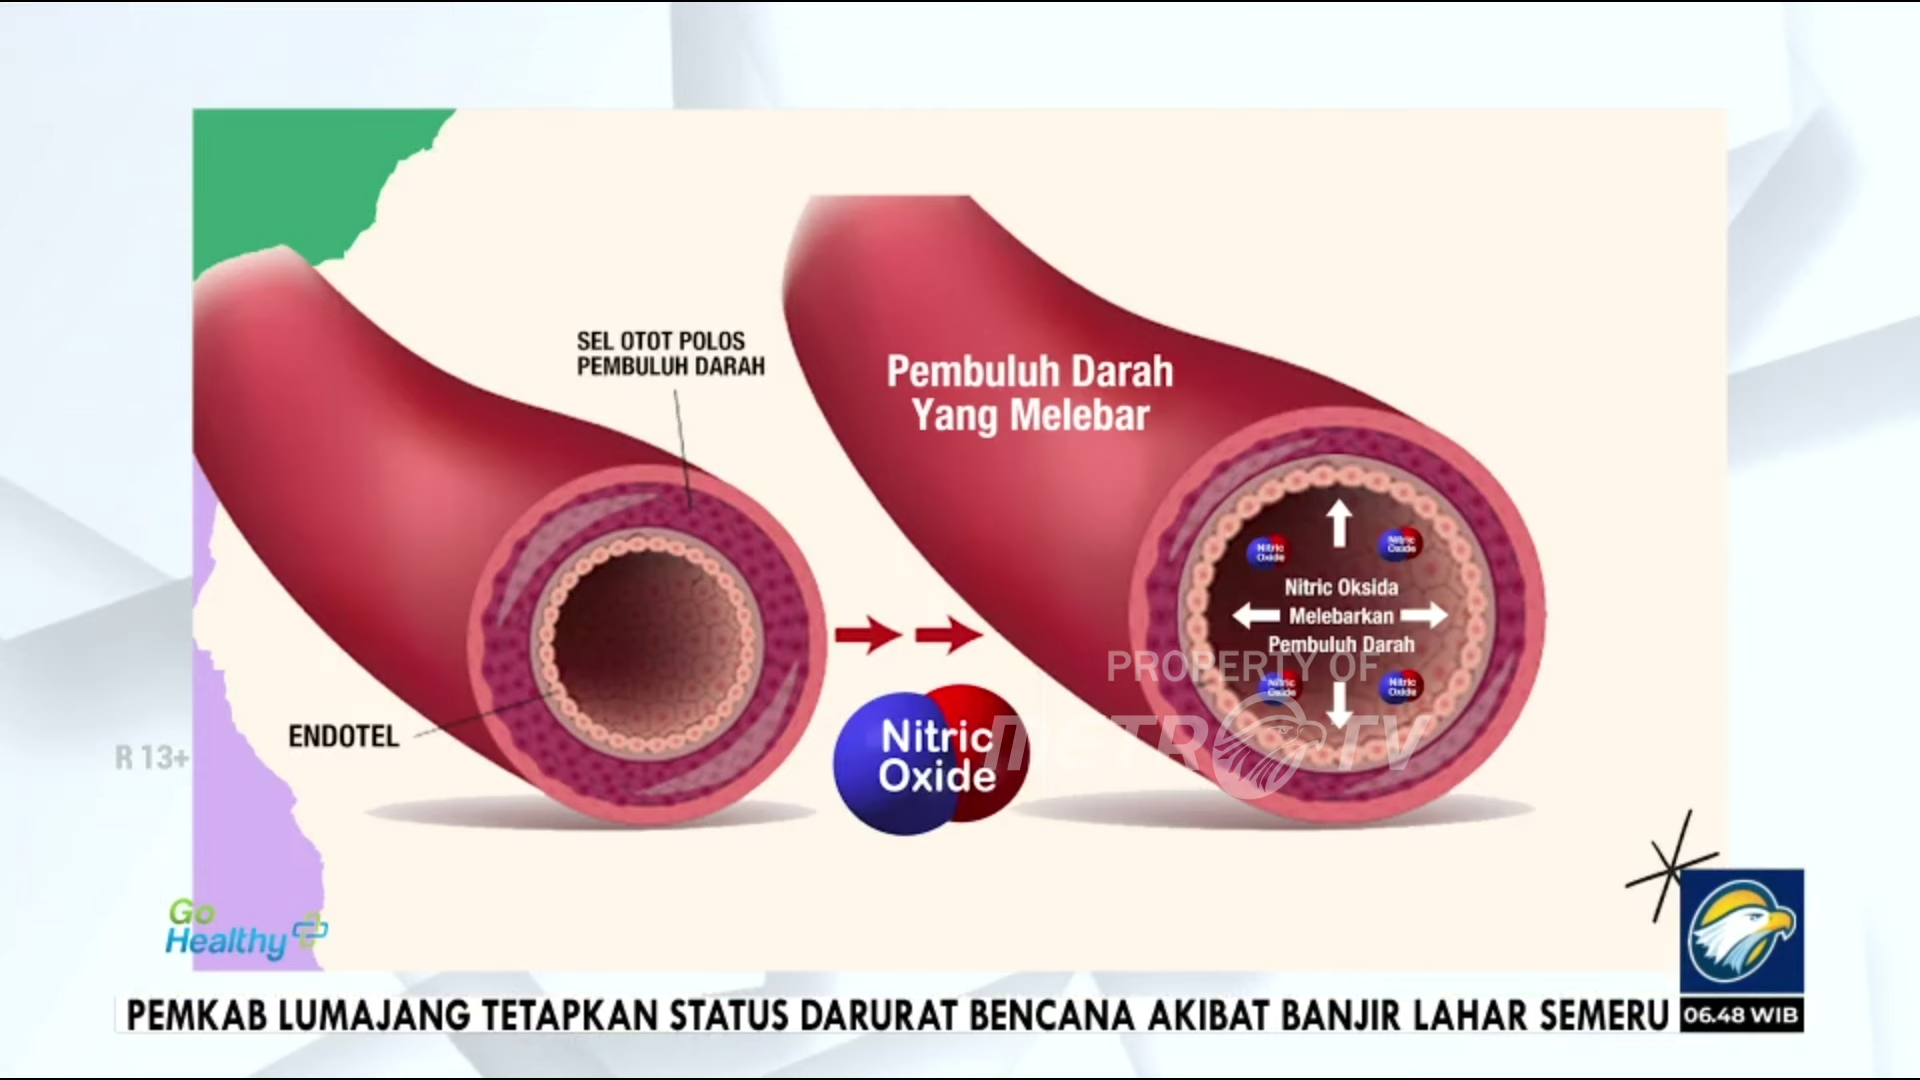 SEL OTOT POLOS
PEMBULUH DARAH
Pembuluh Darah
Yang Melebar
Nitric
Oxide
Nitric
Oxide
Nitric Oksida
Melebarkan
Pembuluh Darah
PROPERTY OF
METRO TV
Nitric
Oxide
Nitric
Oxide
ENDOTEL
Nitric
Oxide
R 13+
Go
Healthy
PEMKAB LUMAJANG TETAPKAN STATUS DARURAT BENCANA AKIBAT BANJIR LAHAR SEMERU
06.48 WIB